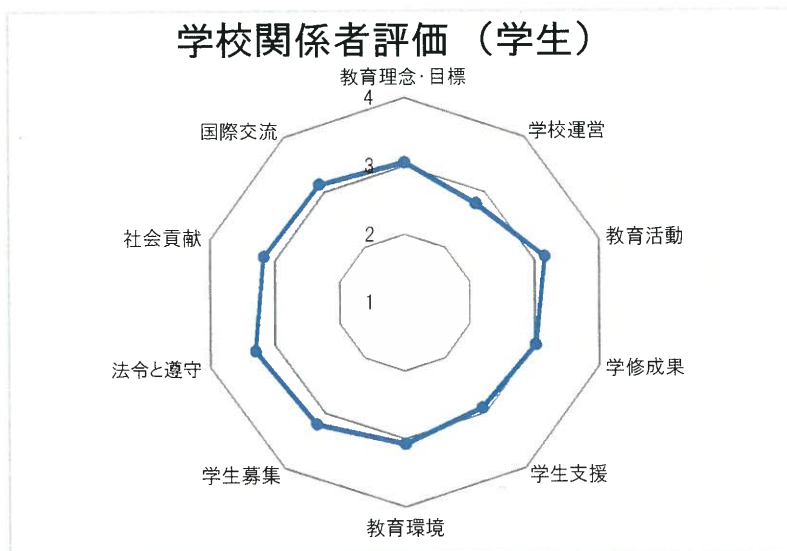 学校関係者評価 （学生）
教育理念・目標
学校運営
教育活動
学修成果
学生支援
教育環境
学生募集
法令と遵守
社会貢献
国際交流
4
3
2
1